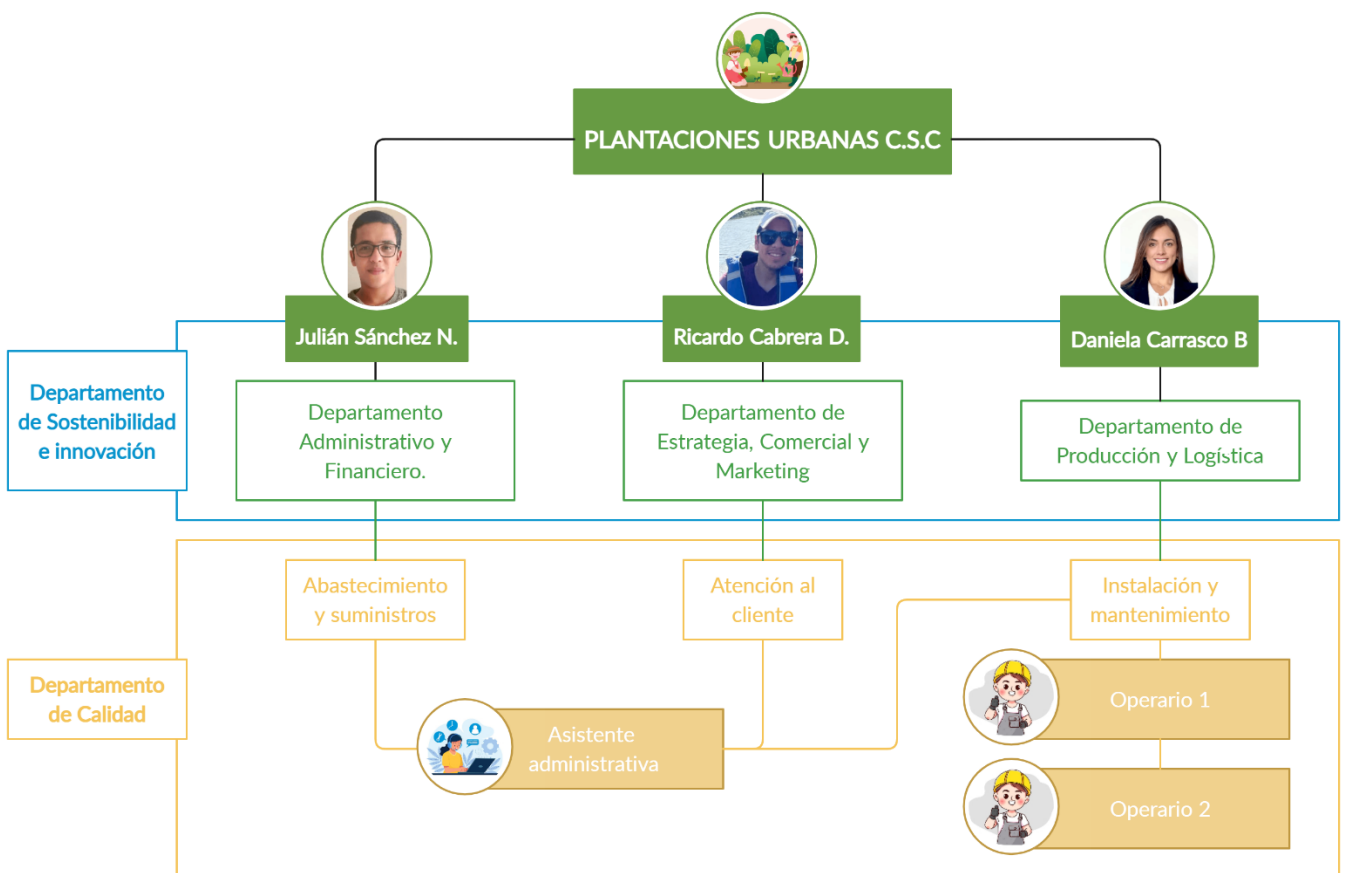 PLANTACIONES URBANAS C.S.C
Julián Sánchez N.
Ricardo Cabrera D.
Daniela Carrasco B
Departamento
de Sostenibilidad
e innovación
Departamento
Administrativo y
Financiero.
Departamento de
Estrategia, Comercial y
Marketing
Departamento de
Producción y Logística
Abastecimiento
y suministros
Atención al
cliente
Instalación y
mantenimiento
Departamento
de Calidad
Asistente
administrativa
Operario 1
Operario 2